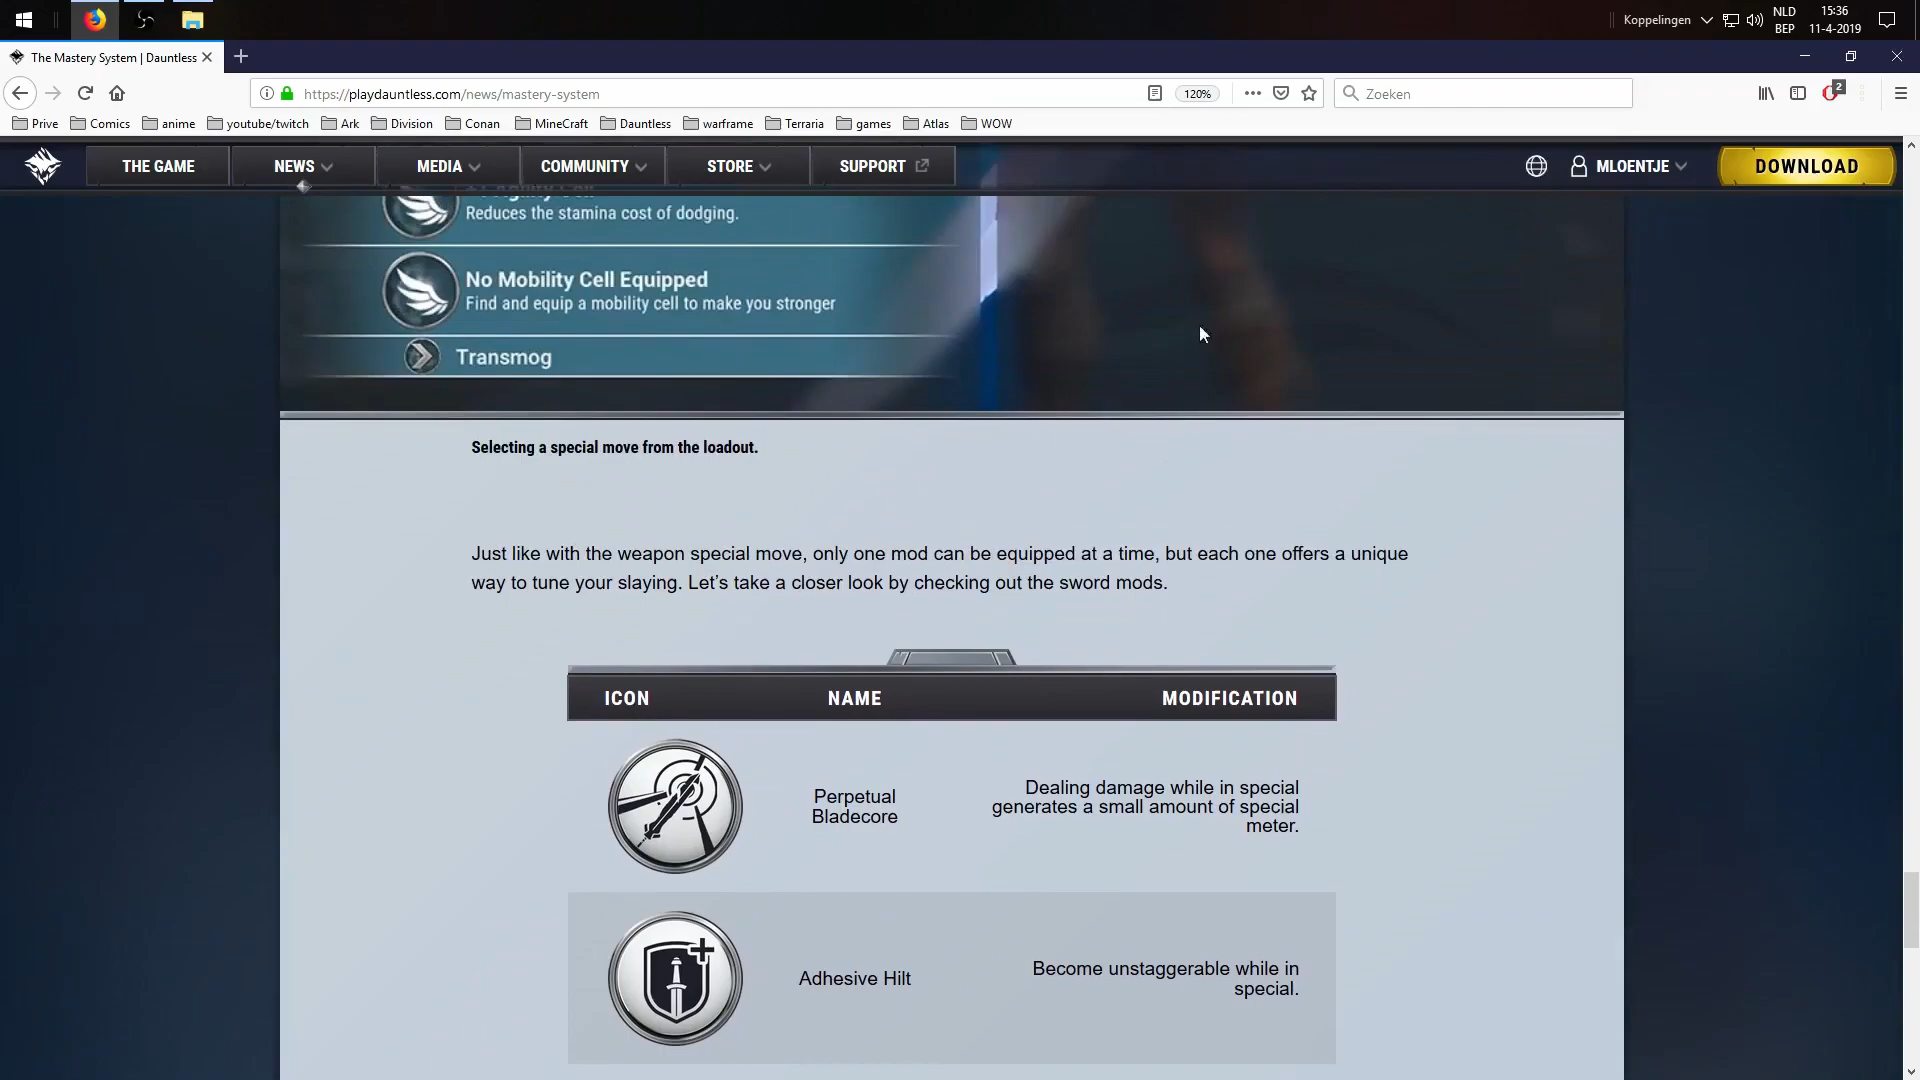 Koppelingen
NLD
BEP
15:36
11-4-2019
The Mastery System | Dauntless
https://playdauntless.com/news/mastery-system
120%
Zoeken
2
Prive
Comics
anime
youtube/twitch
Ark
Division
Conan
MineCraft
Dauntless
warframe
Terraria
games
Atlas
WOW
THE GAME
NEWS
MEDIA
COMMUNITY
STORE
SUPPORT
MLOENTJE
DOWNLOAD
Reduces the stamina cost of dodging.
No Mobility Cell Equipped
Find and equip a mobility cell to make you stronger
Transmog
Selecting a special move from the loadout.
Just like with the weapon special move, only one mod can be equipped at a time, but each one offers a unique
way to tune your slaying. Let’s take a closer look by checking out the sword mods.
ICON
NAME
MODIFICATION
Perpetual
Bladecore
Dealing damage while in special
generates a small amount of special
meter.
Adhesive Hilt
Become unstaggerable while in
special.